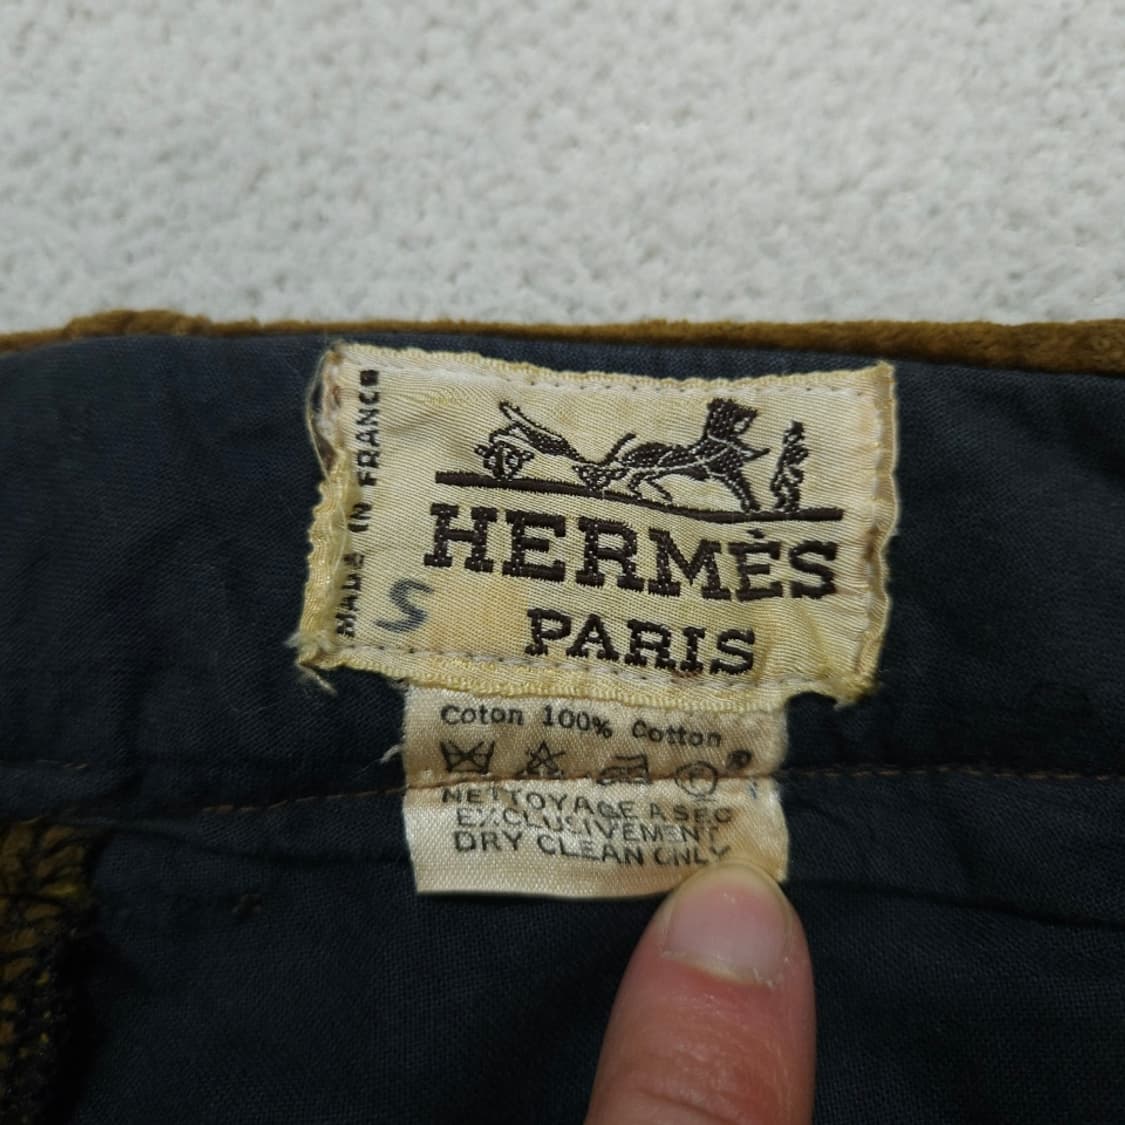 MADE IN FRANCE
HERMÈS
PARIS
S
Coton 100% Cotton
P
®
NETTOYAGE A SEC
EXCLUSIVEMENT
DRY CLEAN ONLY